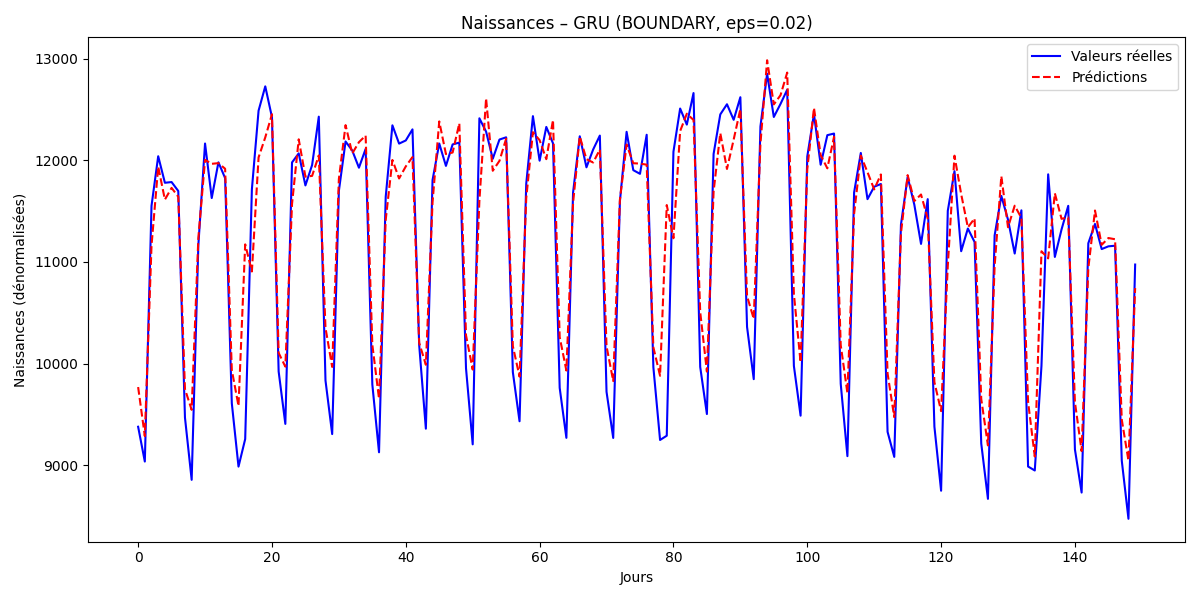 Naissances – GRU (BOUNDARY, eps=0.02)
Valeurs réelles
Prédictions
Naissances (dénormalisées)
13000
12000
11000
10000
9000
0 20 40 60 80 100 120 140
Jours